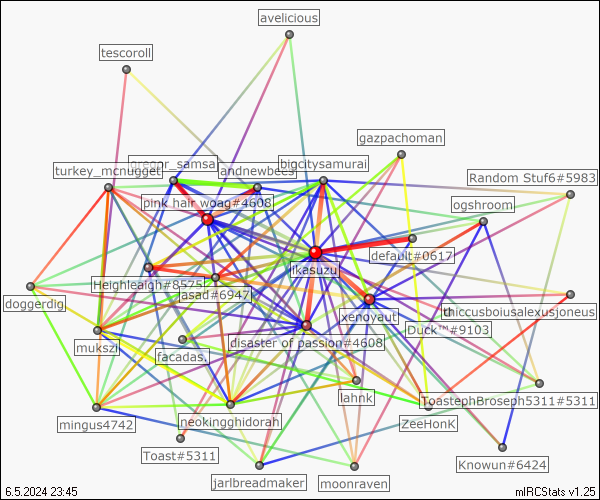 avelicious
tescoroll
gazpachoman
turkey_mcnugget
gregor_samsa
andnewbees
bigcitysamurai
Random Stuf6#5983
pink hair woag#4608
ogshroom
default#0617
ikasuzu
Heighleigh#8575
asad#6947
doggerdig
xenoyaut
thiccusboiusalexusjoneus
Duck™#9103
mukszi
disaster of passion#4608
facadas.
lahnk
ToastephBroseph5311#5311
mingus4742
neokingghidorah
ZeeHonK
Toast#5311
Knowun#6424
jarlbreadmaker
moonraven
6.5.2024 23:45
mIRCStats v1.25